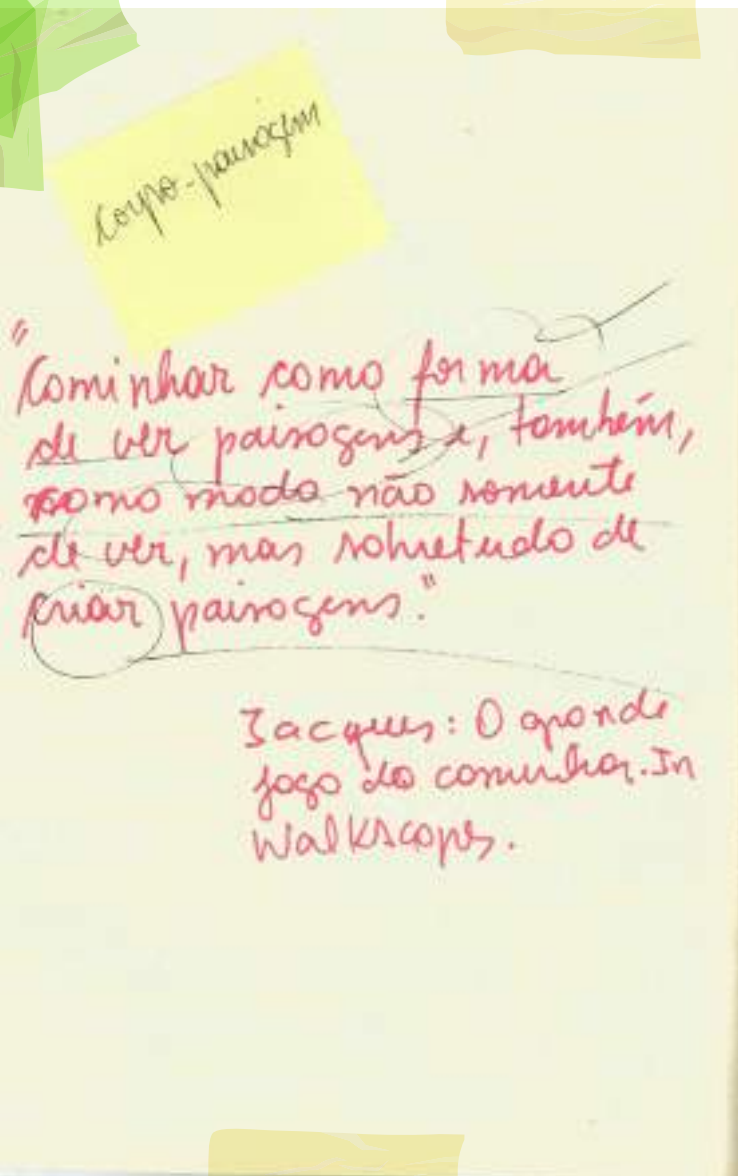 corpo-paisagem
"
Caminhar como forma
de ver paisagens e, também,
como modo não somente
de ver, mas sobretudo de
criar paisagens."
Jacques: O grande
jogo do caminhar. In
Walkscapes.